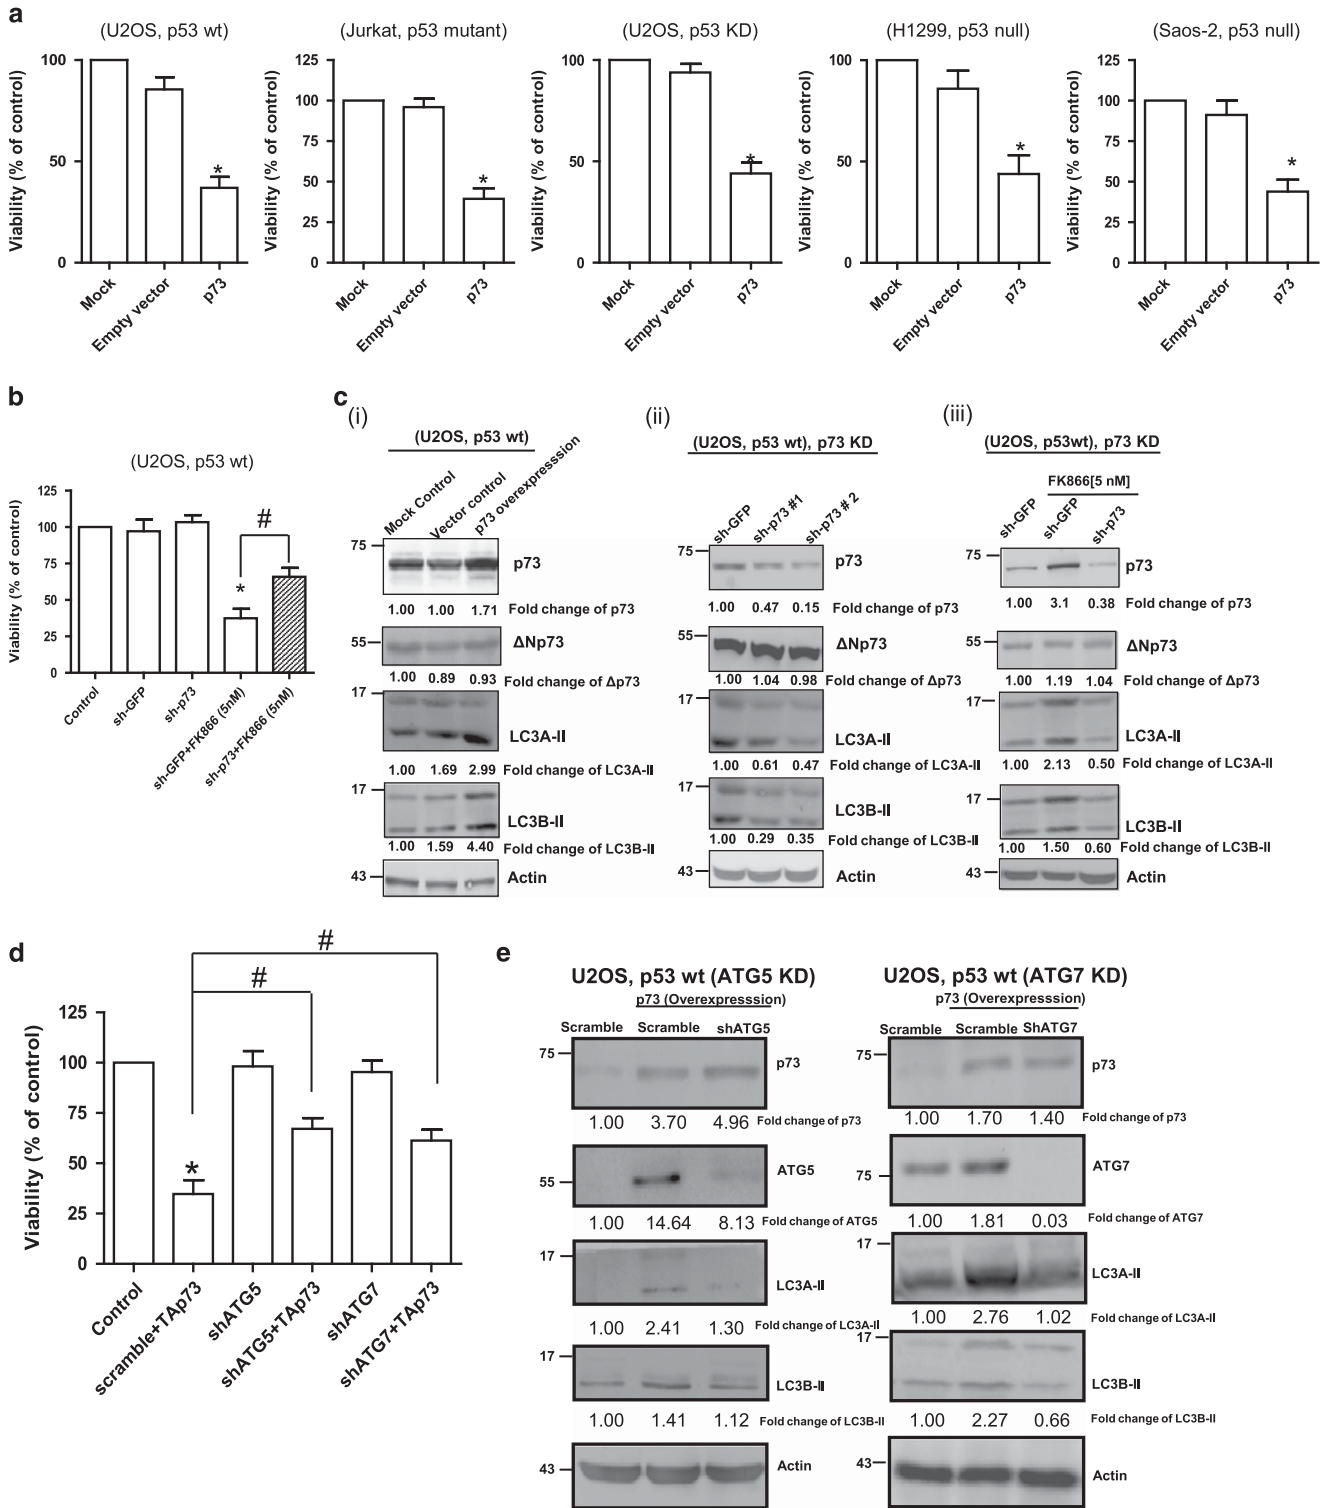 a
(U2OS, p53 wt)
(Jurkat, p53 mutant)
(U2OS, p53 KD)
(H1299, p53 null)
(Saos-2, p53 null)
Viability (% of control)
100
50
0
Mock
Empty vector
p73
*
Viability (% of control)
125
100
75
50
25
0
Mock
Empty vector
p73
*
Viability (% of control)
100
50
0
Mock
Empty vector
p73
*
Viability (% of control)
100
50
0
Mock
Empty vector
p73
*
Viability (% of control)
125
100
75
50
25
0
Mock
Empty vector
p73
*
b
(U2OS, p53 wt)
Viability (% of control)
125
100
75
50
25
0
*
#
Control
sh-GFP
sh-p73
sh-GFP+FK866 (5nM)
sh-p73+FK866 (5nM)
c
(i)
(U2OS, p53 wt)
Mock Control
Vector control
p73 overexpresssion
75
p73
1.00 1.00 1.71 Fold change of p73
55
ΔNp73
1.00 0.89 0.93 Fold change of Δp73
17
LC3A-II
1.00 1.69 2.99 Fold change of LC3A-II
17
LC3B-II
1.00 1.59 4.40 Fold change of LC3B-II
43
Actin
(ii)
(U2OS, p53 wt), p73 KD
sh-GFP
sh-p73 #1
sh-p73 # 2
75
p73
1.00 0.47 0.15 Fold change of p73
55
ΔNp73
1.00 1.04 0.98 Fold change of Δp73
17
LC3A-II
1.00 0.61 0.47 Fold change of LC3A-II
17
LC3B-II
1.00 0.29 0.35 Fold change of LC3B-II
43
Actin
(iii)
(U2OS, p53wt), p73 KD
FK866[5 nM]
sh-GFP
sh-GFP
sh-p73
75
p73
1.00 3.1 0.38 Fold change of p73
55
ΔNp73
1.00 1.19 1.04 Fold change of Δp73
17
LC3A-II
1.00 2.13 0.50 Fold change of LC3A-II
17
LC3B-II
1.00 1.50 0.60 Fold change of LC3B-II
43
Actin
d
Viability (% of control)
125
100
75
50
25
0
*
#
#
Control
scramble+TAp73
shATG5
shATG5+TAp73
shATG7
shATG7+TAp73
e
U2OS, p53 wt (ATG5 KD)
p73 (Overexpresssion)
Scramble Scramble shATG5
75
p73
1.00 3.70 4.96 Fold change of p73
55
ATG5
1.00 14.64 8.13 Fold change of ATG5
17
LC3A-II
1.00 2.41 1.30 Fold change of LC3A-II
17
LC3B-II
1.00 1.41 1.12 Fold change of LC3B-II
43
Actin
U2OS, p53 wt (ATG7 KD)
p73 (Overexpresssion)
Scramble Scramble ShATG7
75
p73
1.00 1.70 1.40 Fold change of p73
75
ATG7
1.00 1.81 0.03 Fold change of ATG7
17
LC3A-II
1.00 2.76 1.02 Fold change of LC3A-II
17
LC3B-II
1.00 2.27 0.66 Fold change of LC3B-II
43
Actin